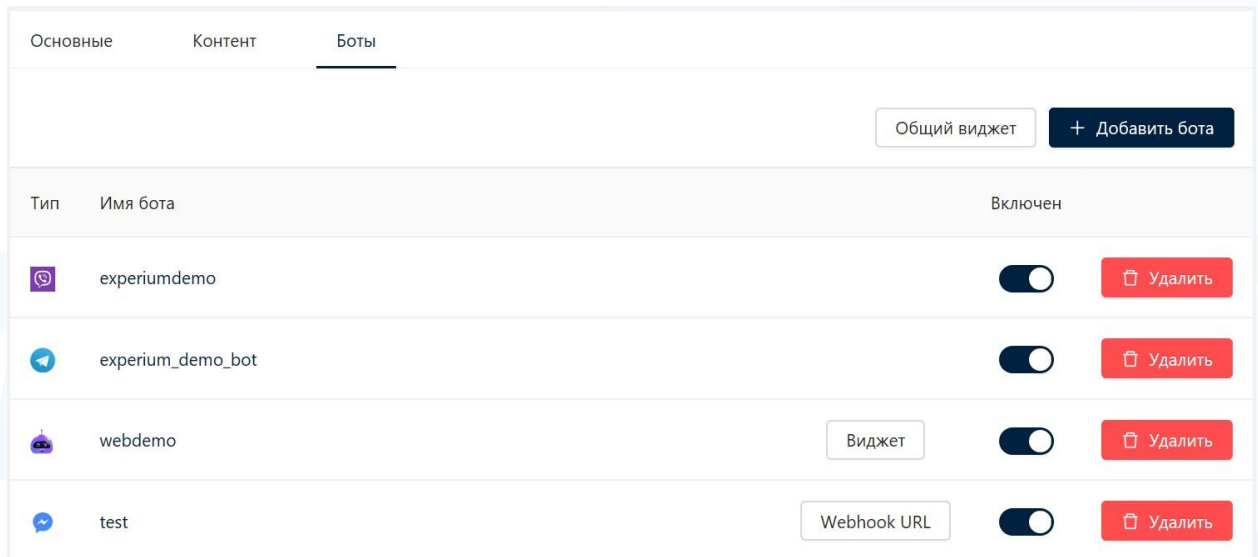 Основные Контент Боты
Общий виджет + Добавить бота
Тип Имя бота Включен
experiumdemo Удалить
experium_demo_bot Удалить
webdemo Виджет Удалить
test Webhook URL Удалить